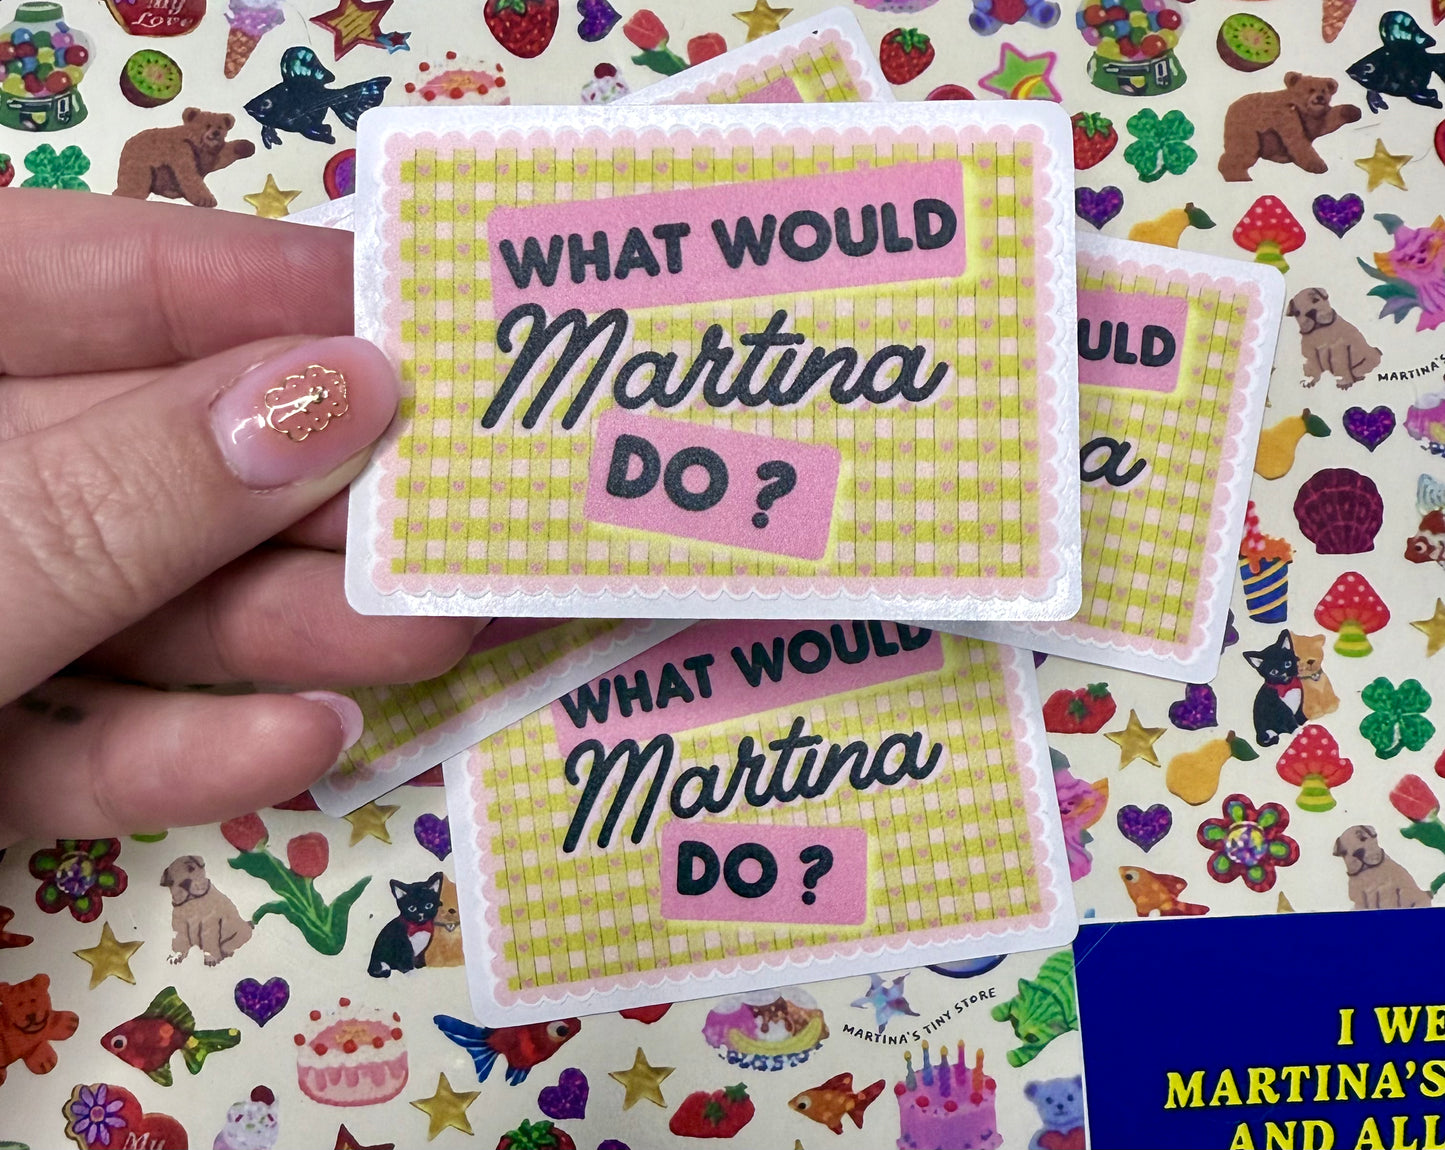 My
Love
WHAT WOULD
Martina
DO ?
ULD
a
WHAT WOULD
Martina
DO ?
MARTINA'S
MARTINA'S TINY STORE
I WE
MARTINA'S
AND ALL
My